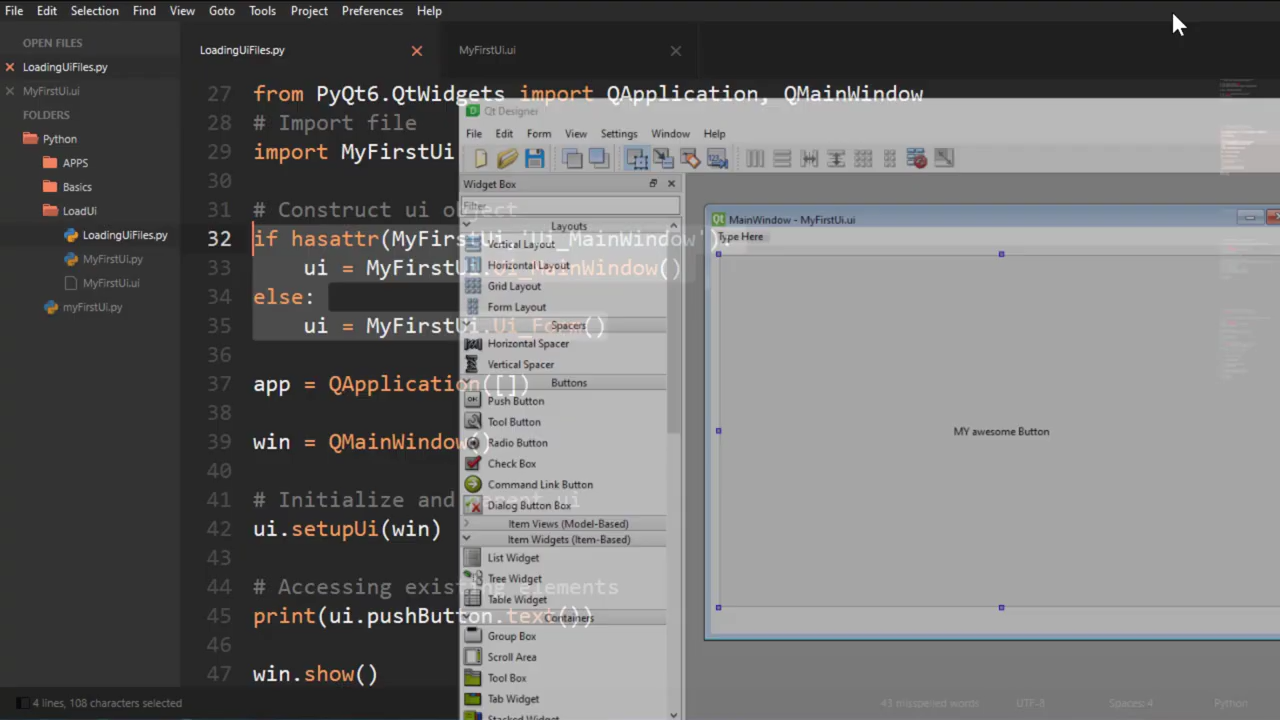 File Edit Selection Find View Goto Tools Project Preferences Help
OPEN FILES
LoadingUiFiles.py
MyFirstUi.ui
FOLDERS
Python
APPS
Basics
LoadUi
LoadingUiFiles.py
MyFirstUi.py
MyFirstUi.ui
myFirstUi.py
LoadingUiFiles.py
MyFirstUi.ui
27 from PyQt6.QtWidgets import QApplication, QMainWindow
28 # Import file
29 import MyFirstUi
30
31 # Construct ui object
32 if hasattr(MyFirstUi,'Ui_MainWindow'):
33 ui = MyFirstUi.Ui_MainWindow()
34 else:
35 ui = MyFirstUi.Ui_Form()
36
37 app = QApplication([])
38
39 win = QMainWindow()
40
41 # Initialize and parent ui
42 ui.setupUi(win)
43
44 # Accessing existing elements
45 print(ui.pushButton.text())
46
47 win.show()
Qt Designer
File Edit Form View Settings Window Help
Widget Box
Filter
Layouts
Vertical Layout
Horizontal Layout
Grid Layout
Form Layout
Spacers
Horizontal Spacer
Vertical Spacer
Buttons
Push Button
Tool Button
Radio Button
Check Box
Command Link Button
Dialog Button Box
Item Views (Model-Based)
Item Widgets (Item-Based)
List Widget
Tree Widget
Table Widget
Containers
Group Box
Scroll Area
Tool Box
Tab Widget
Stacked Widget
MainWindow - MyFirstUi.ui
Type Here
MY awesome Button
4 lines, 108 characters selected
43 misspelled words
UTF-8
Spaces: 4
Python